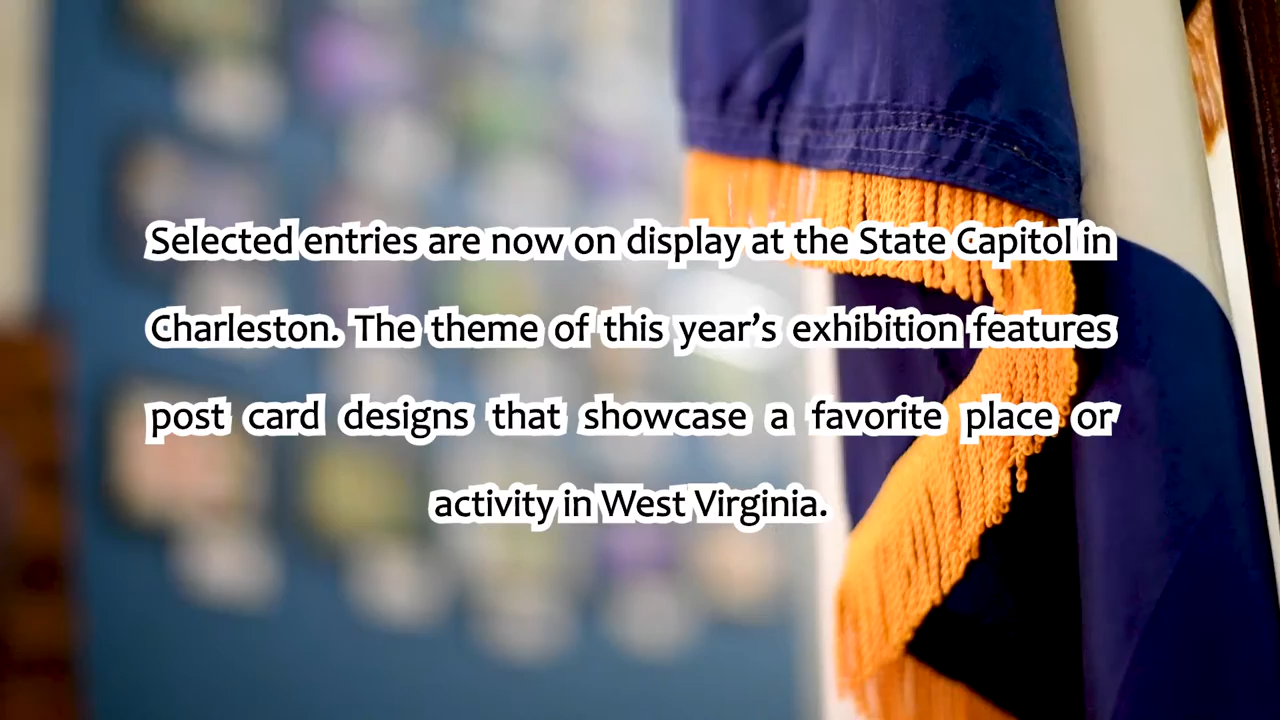 Selected entries are now on display at the State Capitol in
Charleston. The theme of this year’s exhibition features
post card designs that showcase a favorite place or
activity in West Virginia.